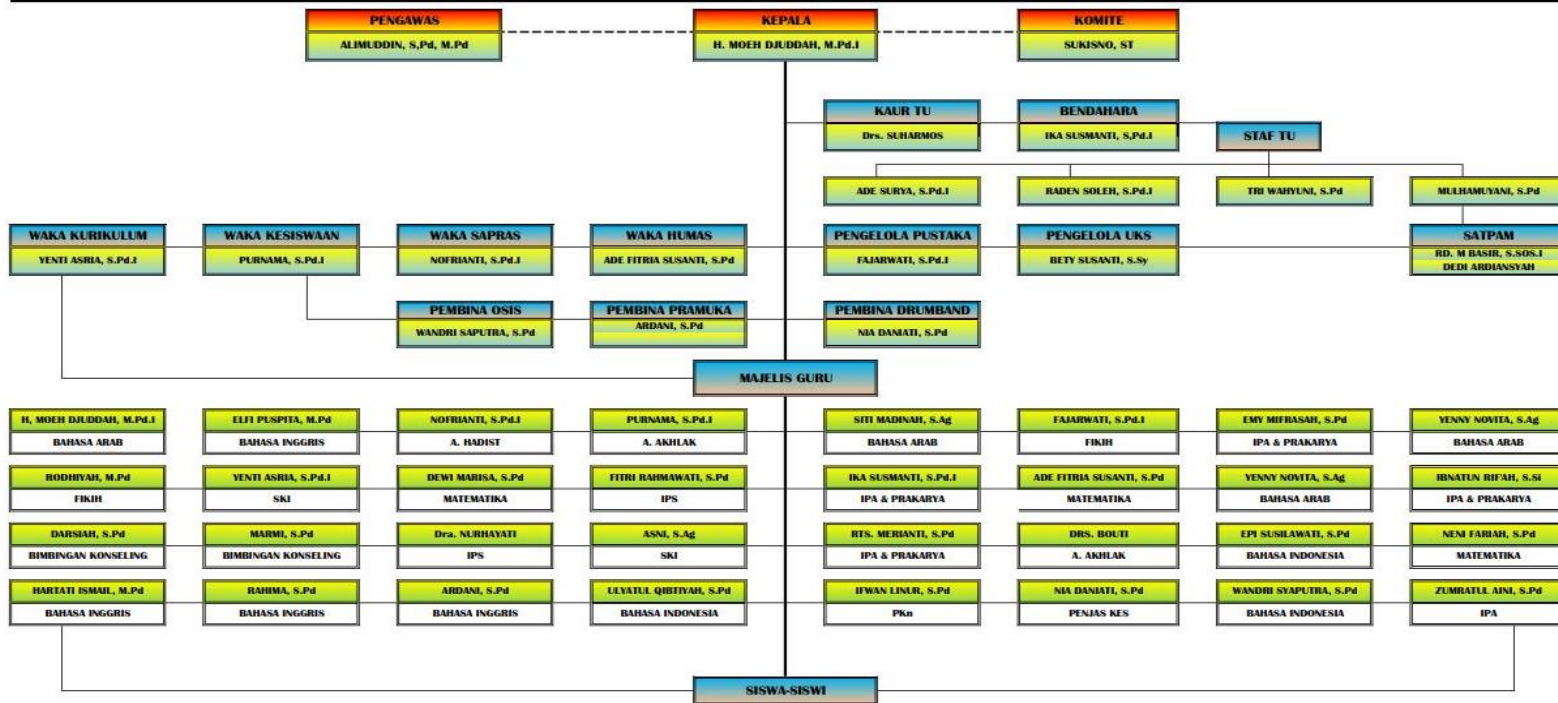 PENGAWAS
ALIMUDDIN, S,Pd, M.Pd
KEPALA
H. MOEH DJUDDAH, M.Pd.I
KOMITE
SUKISNO, ST
KAUR TU
Drs. SUHARMOS
BENDAHARA
IKA SUSMANTI, S,Pd.I
STAF TU
ADE SURYA, S.Pd.I
RADEN SOLEH, S.Pd.I
TRI WAHYUNI, S.Pd
MULHAMUYANI, S.Pd
WAKA KURIKULUM
YENTI ASRIA, S.Pd.I
WAKA KESISWAAN
PURNAMA, S.Pd.I
WAKA SAPRAS
NOFRIANTI, S.Pd.I
WAKA HUMAS
ADE FITRIA SUSANTI, S.Pd
PENGELOLA PUSTAKA
FAJARWATI, S.Pd.I
PENGELOLA UKS
BETY SUSANTI, S.Sy
SATPAM
RD. M BASIR, S.SOS.I
DEDI ARDIANSYAH
PEMBINA OSIS
WANDRI SAPUTRA, S.Pd
PEMBINA PRAMUKA
ARDANI, S.Pd
PEMBINA DRUMBAND
NIA DANIATI, S.Pd
MAJELIS GURU
H, MOEH DJUDDAH, M.Pd.I
BAHASA ARAB
ELFI PUSPITA, M.Pd
BAHASA INGGRIS
NOFRIANTI, S.Pd.I
A. HADIST
PURNAMA, S.Pd.I
A. AKHLAK
SITI MADINAH, S.Ag
BAHASA ARAB
FAJARWATI, S.Pd.I
FIKIH
EMY MIFRASAH, S.Pd
IPA & PRAKARYA
YENNY NOVITA, S.Ag
BAHASA ARAB
RODHIYAH, M.Pd
FIKIH
YENTI ASRIA, S.Pd.I
SKI
DEWI MARISA, S.Pd
MATEMATIKA
FITRI RAHMAWATI, S.Pd
IPS
IKA SUSMANTI, S.Pd.I
IPA & PRAKARYA
ADE FITRIA SUSANTI, S.Pd
MATEMATIKA
YENNY NOVITA, S.Ag
BAHASA ARAB
IBNATUN RIF'AH, S.Si
IPA & PRAKARYA
DARSIAH, S.Pd
BIMBINGAN KONSELING
MARMI, S.Pd
BIMBINGAN KONSELING
Dra. NURHAYATI
IPS
ASNI, S.Ag
SKI
RTS. MERIANTI, S.Pd
IPA & PRAKARYA
DRS. BOUTI
A. AKHLAK
EPI SUSILAWATI, S.Pd
BAHASA INDONESIA
NENI FARIAH, S.Pd
MATEMATIKA
HARTATI ISMAIL, M.Pd
BAHASA INGGRIS
RAHIMA, S.Pd
BAHASA INGGRIS
ARDANI, S.Pd
BAHASA INGGRIS
ULYATUL QIBTIYAH, S.Pd
BAHASA INDONESIA
IFWAN LINUR, S.Pd
PKn
NIA DANIATI, S.Pd
PENJAS KES
WANDRI SYAPUTRA, S.Pd
BAHASA INDONESIA
ZUMRATUL AINI, S.Pd
IPA
SISWA-SISWI